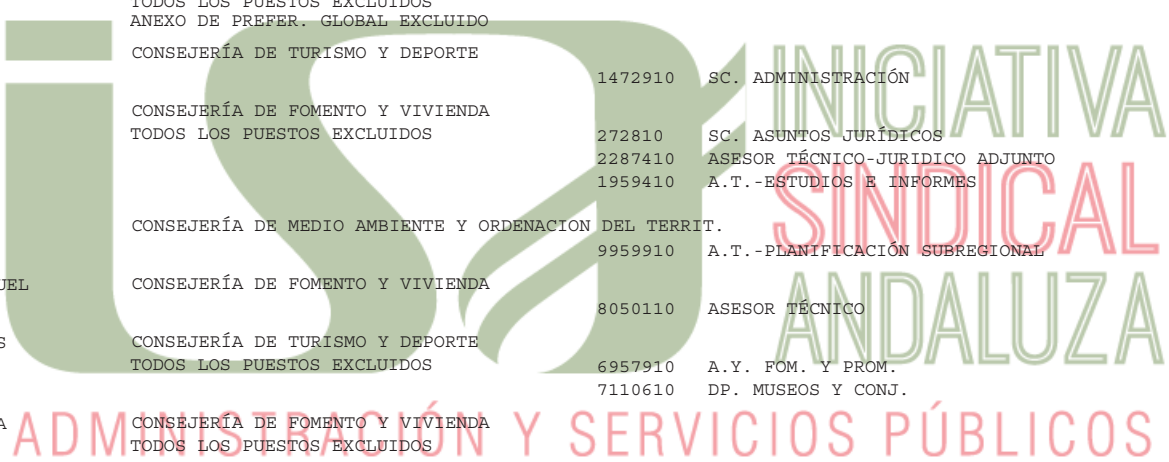 TODOS LOS PUESTOS EXCLUIDOS
ANEXO DE PREFER. GLOBAL EXCLUIDO
CONSEJERÍA DE TURISMO Y DEPORTE
1472910 SC. ADMINISTRACIÓN
CONSEJERÍA DE FOMENTO Y VIVIENDA
TODOS LOS PUESTOS EXCLUIDOS 272810 SC. ASUNTOS JURÍDICOS
2287410 ASESOR TÉCNICO-JURIDICO ADJUNTO
1959410 A.T.-ESTUDIOS E INFORMES
CONSEJERÍA DE MEDIO AMBIENTE Y ORDENACION DEL TERRIT.
9959910 A.T.-PLANIFICACIÓN SUBREGIONAL
UEL CONSEJERÍA DE FOMENTO Y VIVIENDA
8050110 ASESOR TÉCNICO
S CONSEJERÍA DE TURISMO Y DEPORTE
TODOS LOS PUESTOS EXCLUIDOS 6957910 A.Y. FOM. Y PROM.
7110610 DP. MUSEOS Y CONJ.
A CONSEJERÍA DE FOMENTO Y VIVIENDA
TODOS LOS PUESTOS EXCLUIDOS
isa
INICIATIVA
SINDICAL
ANDALUZA
ADMINISTRACIÓN Y SERVICIOS PÚBLICOS